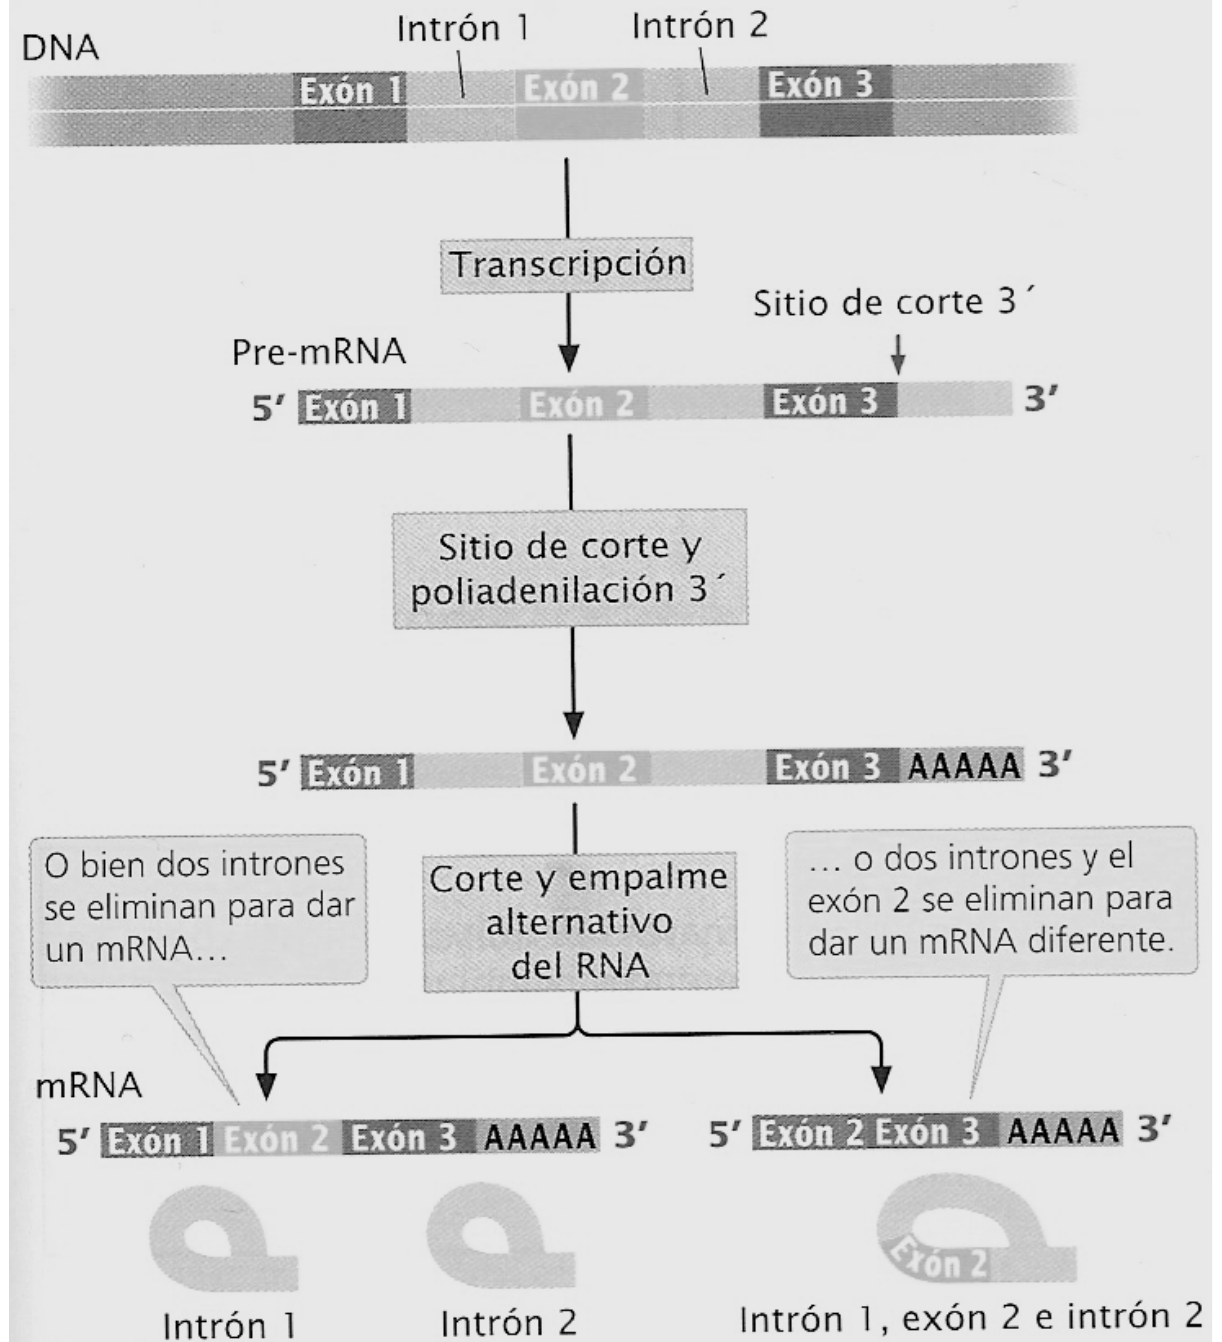 DNA
Intrón 1
Intrón 2
Exón 1
Exón 2
Exón 3
Transcripción
Sitio de corte 3´
Pre-mRNA
5′ Exón 1 Exón 2 Exón 3 3′
Sitio de corte y
poliadenilación 3´
5′ Exón 1 Exón 2 Exón 3 AAAAA 3′
O bien dos intrones
se eliminan para dar
un mRNA...
Corte y empalme
alternativo
del RNA
... o dos intrones y el
exón 2 se eliminan para
dar un mRNA diferente.
mRNA
5′ Exón 1 Exón 2 Exón 3 AAAAA 3′
5′ Exón 2 Exón 3 AAAAA 3′
Exón 2
Intrón 1
Intrón 2
Intrón 1, exón 2 e intrón 2